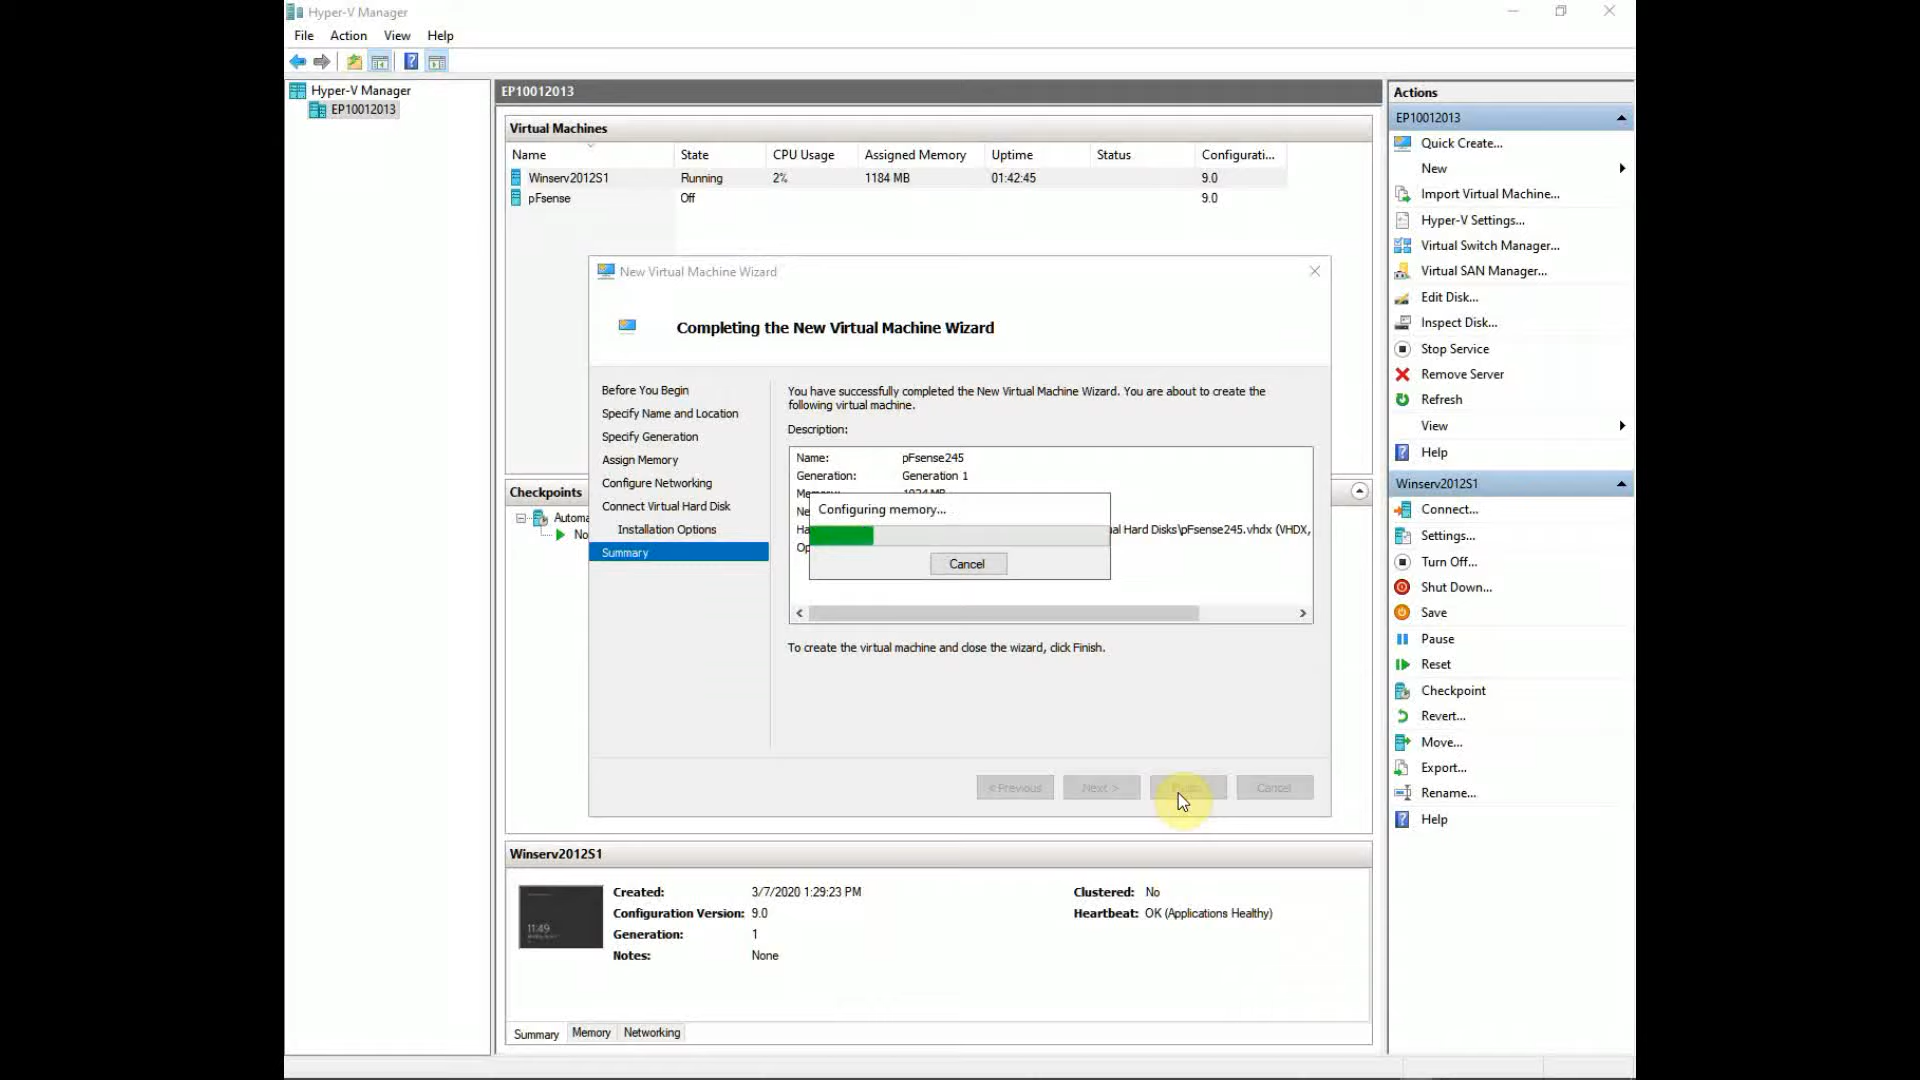 Hyper-V Manager
File Action View Help
Hyper-V Manager
EP10012013
EP10012013
Virtual Machines
Name State CPU Usage Assigned Memory Uptime Status Configurati...
Winserv2012S1 Running 2% 1184 MB 01:42:45 9.0
pFsense Off 9.0
New Virtual Machine Wizard
Completing the New Virtual Machine Wizard
Before You Begin
Specify Name and Location
Specify Generation
Assign Memory
Configure Networking
Connect Virtual Hard Disk
Installation Options
Summary
You have successfully completed the New Virtual Machine Wizard. You are about to create the
following virtual machine.
Description:
Name: pFsense245
Generation: Generation 1
Configuring memory...
ual Hard Disks\pFsense245.vhdx (VHDX,
Cancel
To create the virtual machine and close the wizard, click Finish.
< Previous Next > Cancel
Checkpoints
Automa
No
Winserv2012S1
11:49
Created: 3/7/2020 1:29:23 PM
Configuration Version: 9.0
Generation: 1
Notes: None
Clustered: No
Heartbeat: OK (Applications Healthy)
Summary Memory Networking
Actions
EP10012013
Quick Create...
New
Import Virtual Machine...
Hyper-V Settings...
Virtual Switch Manager...
Virtual SAN Manager...
Edit Disk...
Inspect Disk...
Stop Service
Remove Server
Refresh
View
Help
Winserv2012S1
Connect...
Settings...
Turn Off...
Shut Down...
Save
Pause
Reset
Checkpoint
Revert...
Move...
Export...
Rename...
Help